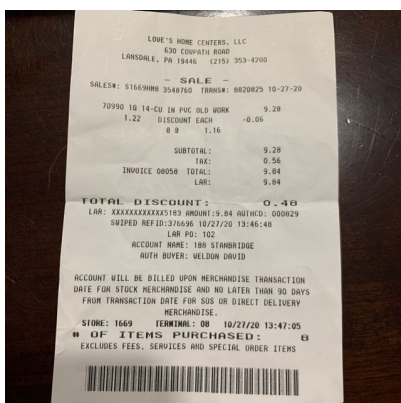 LOWE'S HOME CENTERS, LLC
630 COWPATH ROAD
LANSDALE, PA 19446 (215) 353-4200
- SALE -
SALES#: S1669HM8 3548760 TRANS#: 8820825 10-27-20
70990 1G 14-CU IN PVC OLD WORK 9.28
1.22 DISCOUNT EACH -0.06
8 @ 1.16
SUBTOTAL: 9.28
TAX: 0.56
INVOICE 08058 TOTAL: 9.84
LAR: 9.84
TOTAL DISCOUNT: 0.48
LAR: XXXXXXXXXXXX5183 AMOUNT:9.84 AUTHCD: 000829
SWIPED REFID:376696 10/27/20 13:46:48
LAR PO: 102
ACCOUNT NAME: 188 STANBRIDGE
AUTH BUYER: WELDON DAVID
ACCOUNT WILL BE BILLED UPON MERCHANDISE TRANSACTION
DATE FOR STOCK MERCHANDISE AND NO LATER THAN 90 DAYS
FROM TRANSACTION DATE FOR SOS OR DIRECT DELIVERY
MERCHANDISE.
STORE: 1669 TERMINAL: 08 10/27/20 13:47:05
# OF ITEMS PURCHASED: 8
EXCLUDES FEES, SERVICES AND SPECIAL ORDER ITEMS